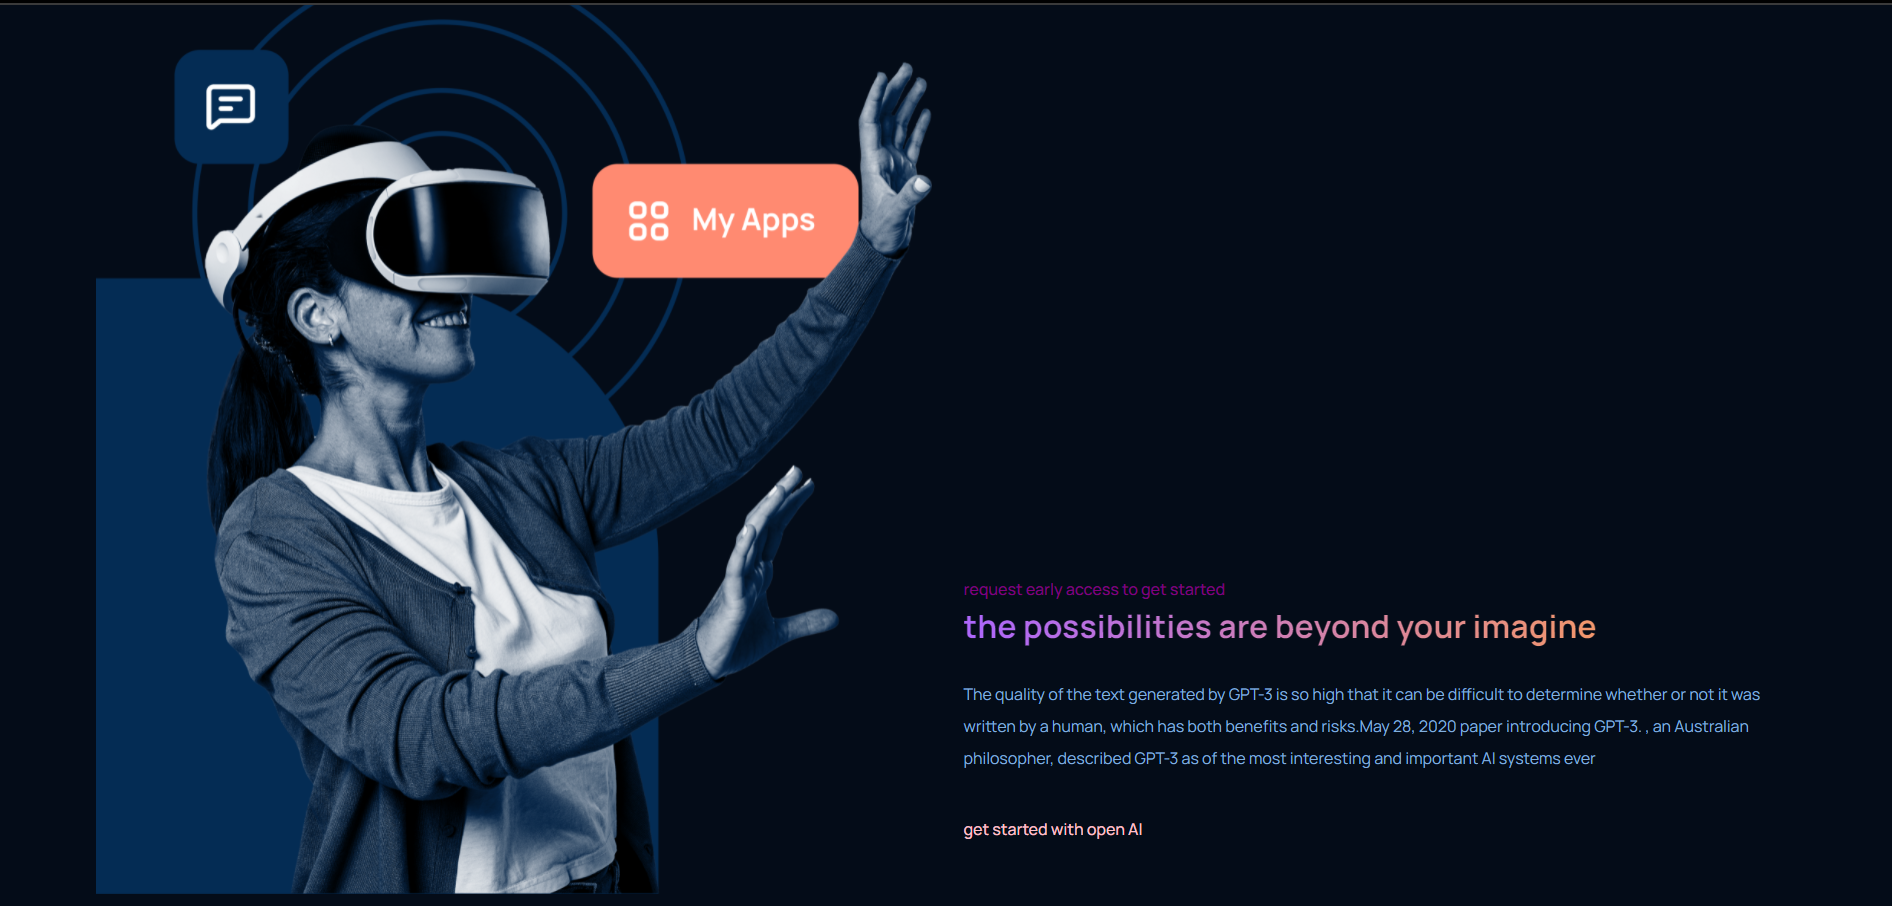 My Apps
request early access to get started
the possibilities are beyond your imagine
The quality of the text generated by GPT-3 is so high that it can be difficult to determine whether or not it was
written by a human, which has both benefits and risks.May 28, 2020 paper introducing GPT-3. , an Australian
philosopher, described GPT-3 as of the most interesting and important AI systems ever
get started with open AI